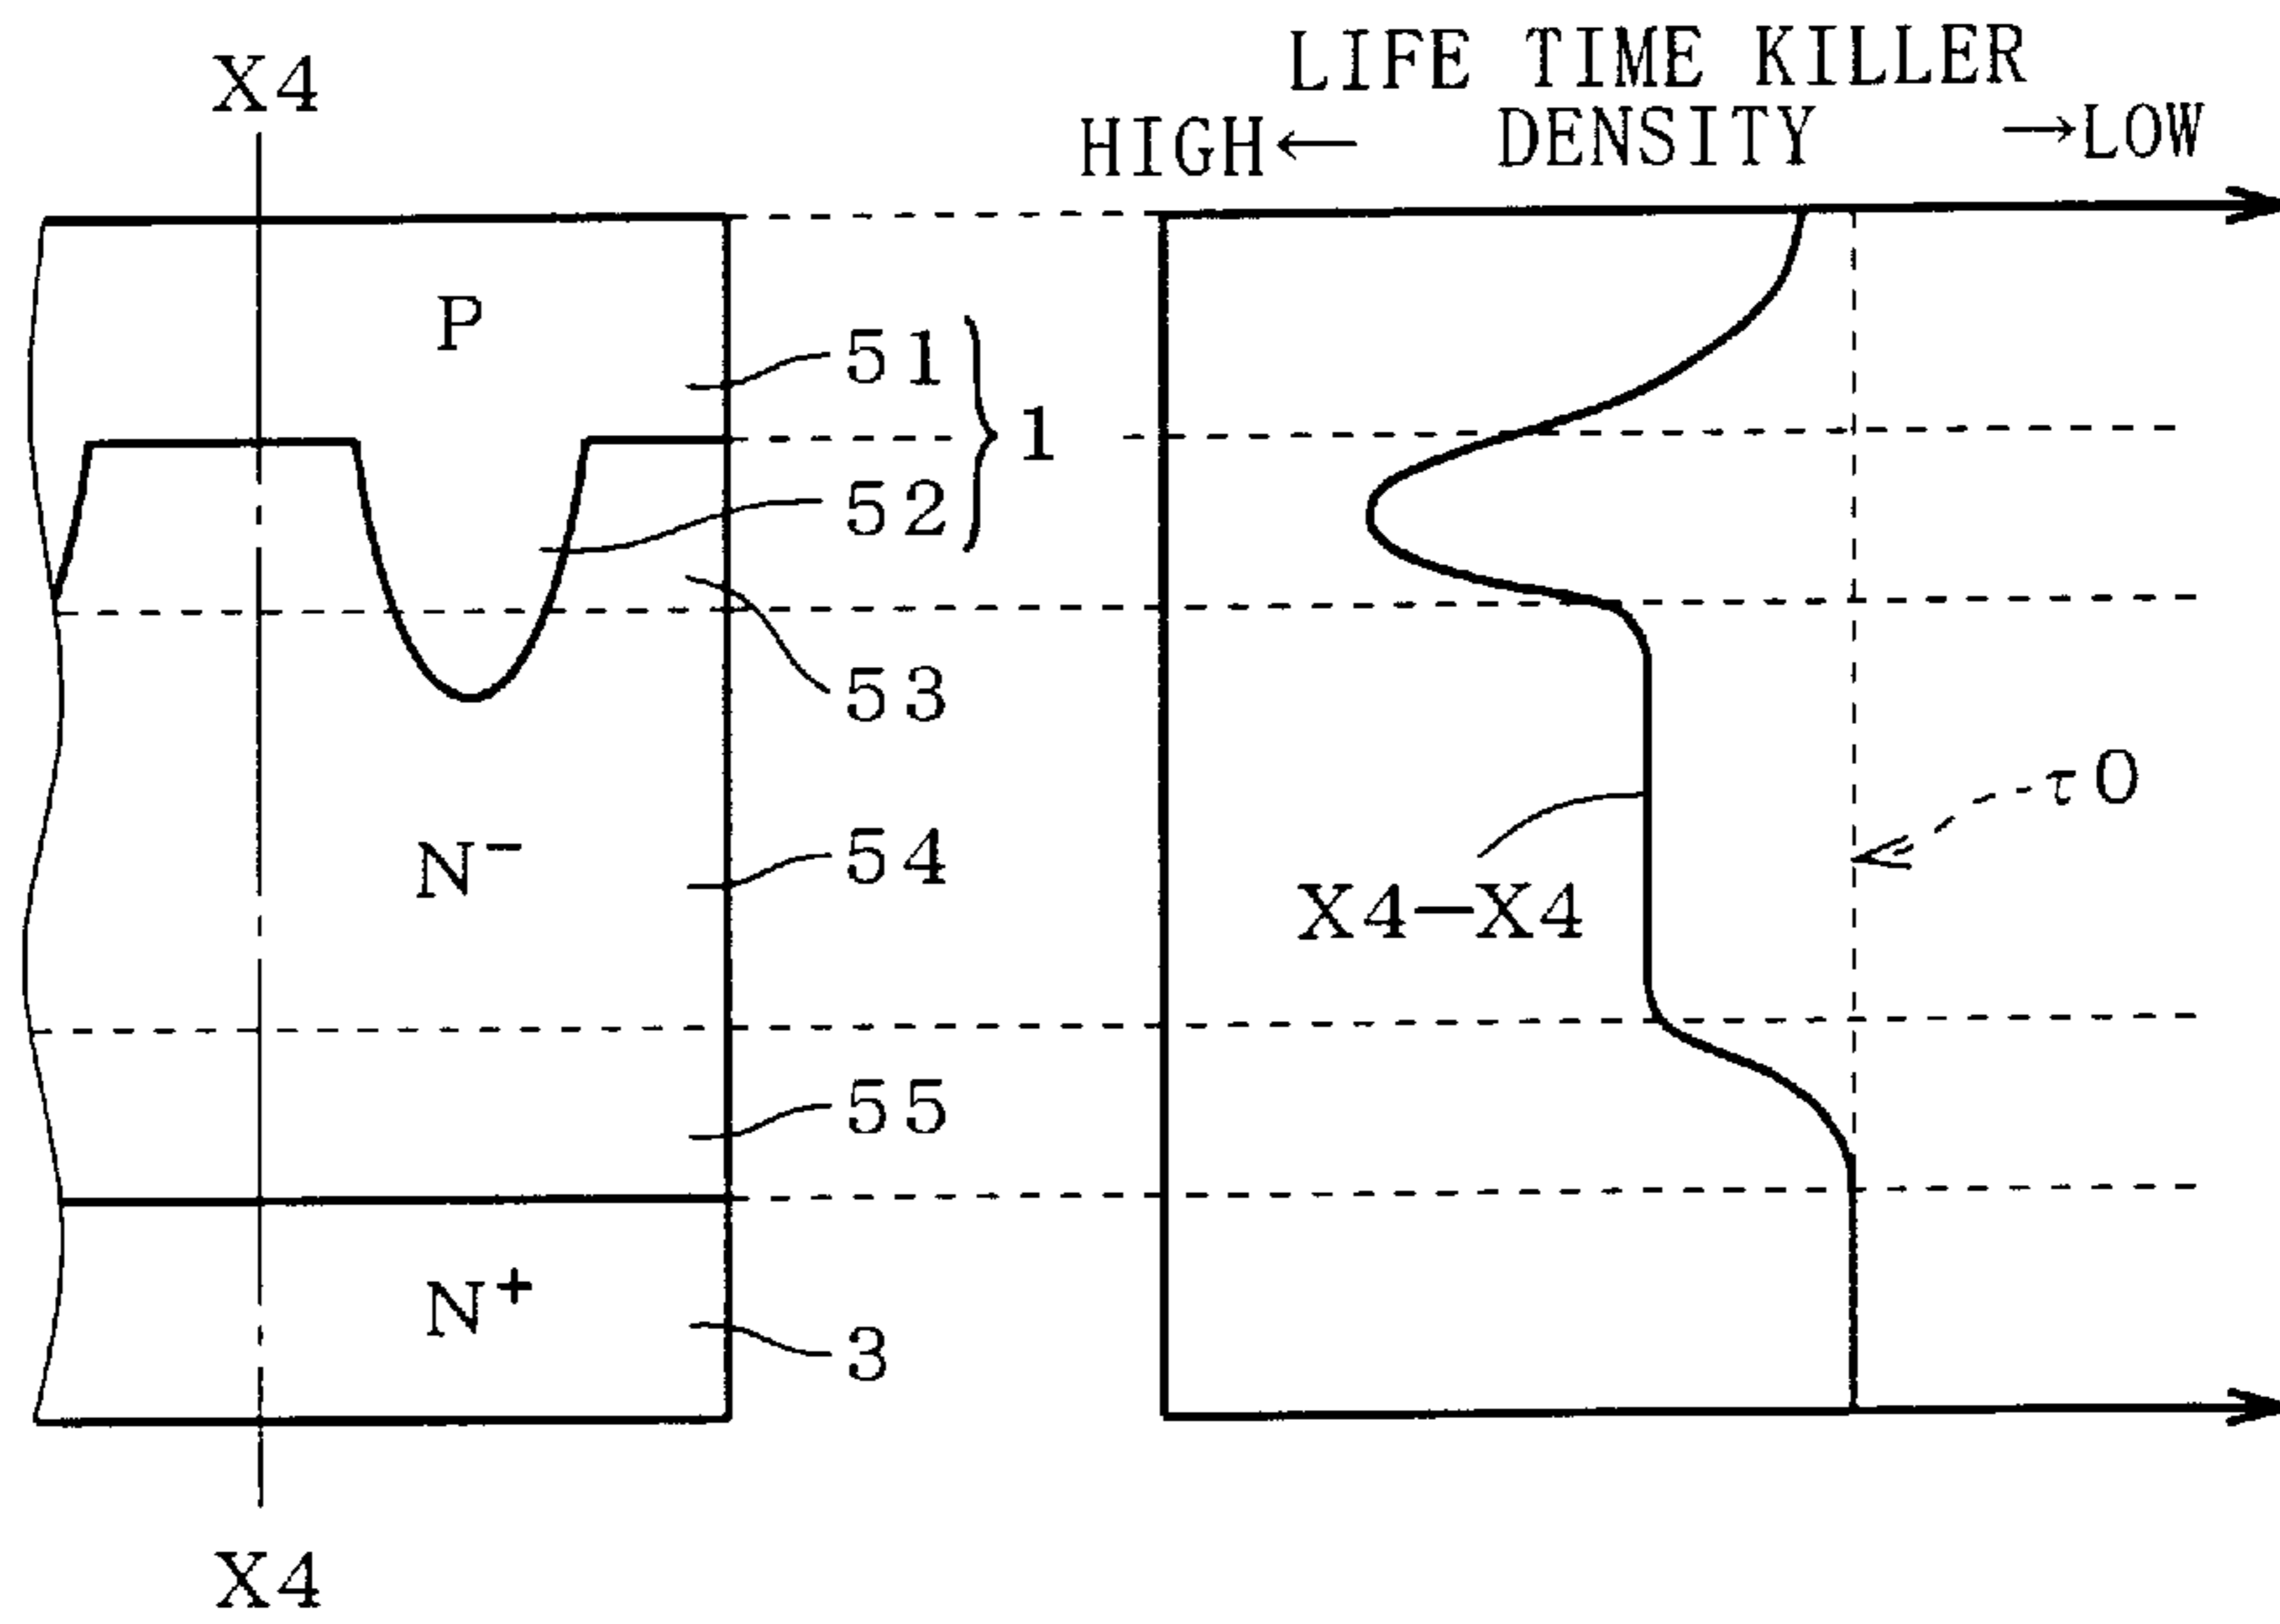 X4
LIFE TIME KILLER
HIGH← DENSITY →LOW
P
51
1
52
53
N⁻
54
τ0
X4—X4
55
N⁺
3
X4